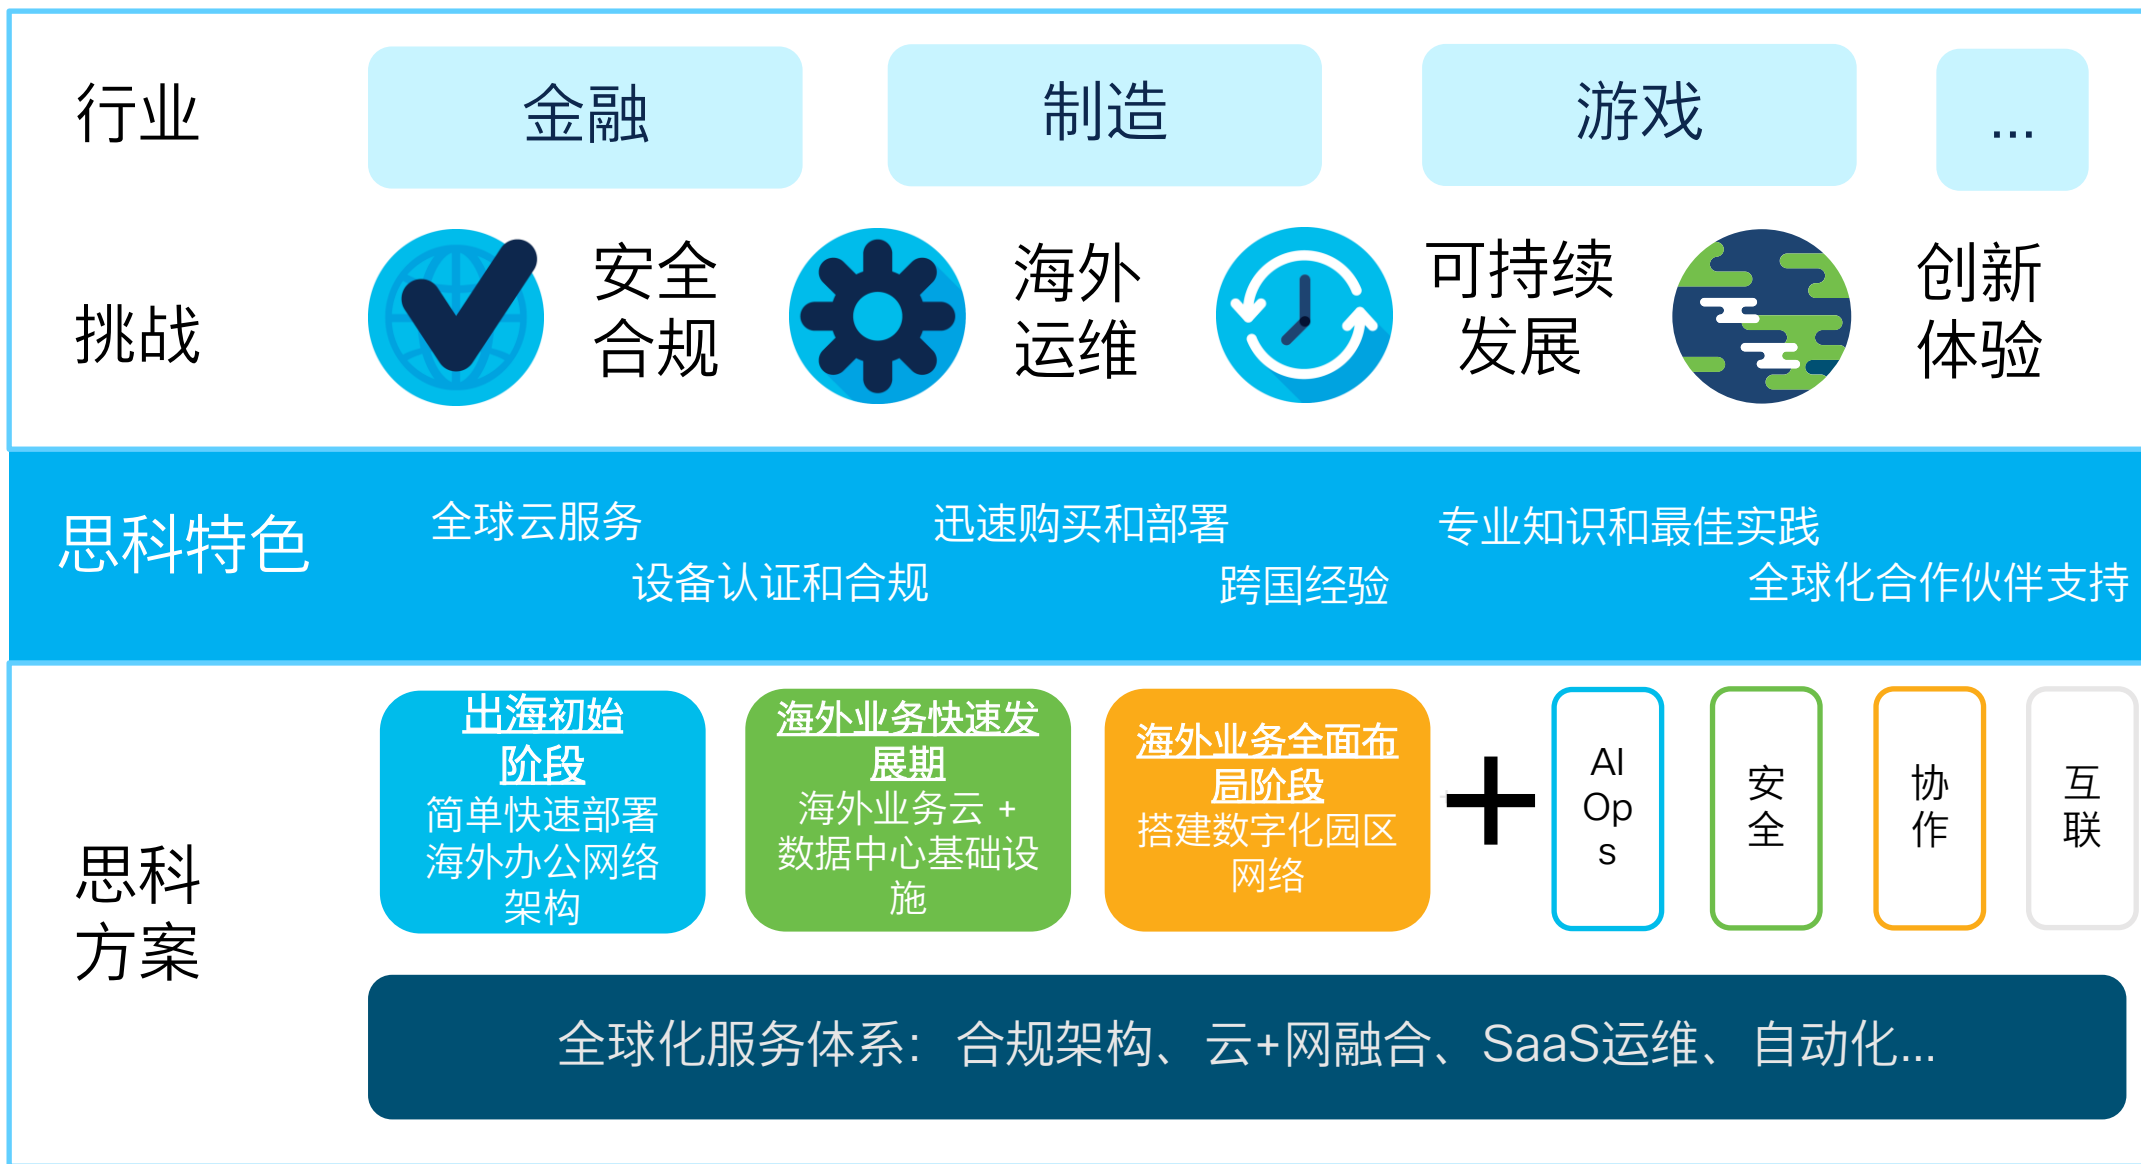 行业
金融
制造
游戏
...
挑战
安全
合规
海外
运维
可持续
发展
创新
体验
思科特色
全球云服务
设备认证和合规
迅速购买和部署
跨国经验
专业知识和最佳实践
全球化合作伙伴支持
思科
方案
出海初始
阶段
简单快速部署
海外办公网络
架构
海外业务快速发
展期
海外业务云 +
数据中心基础设
施
海外业务全面布
局阶段
搭建数字化园区
网络
+
AI
Op
s
安
全
协
作
互
联
全球化服务体系：合规架构、云+网融合、SaaS运维、自动化...